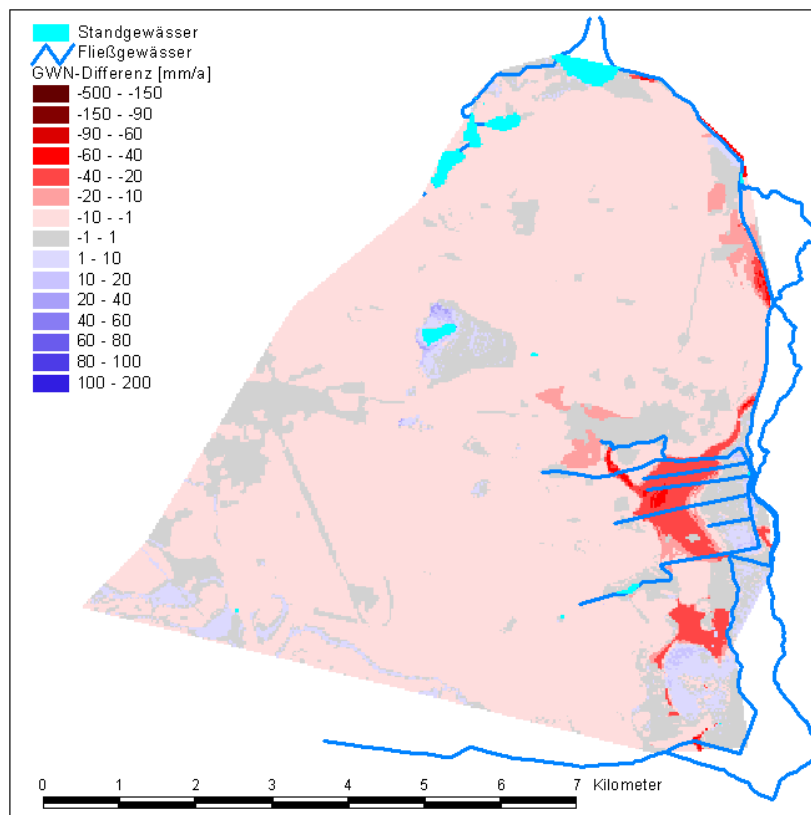 Standgewässer
Fließgewässer
GWN-Differenz [mm/a]
-500 - -150
-150 - -90
-90 - -60
-60 - -40
-40 - -20
-20 - -10
-10 - -1
-1 - 1
1 - 10
10 - 20
20 - 40
40 - 60
60 - 80
80 - 100
100 - 200
0 1 2 3 4 5 6 7 Kilometer